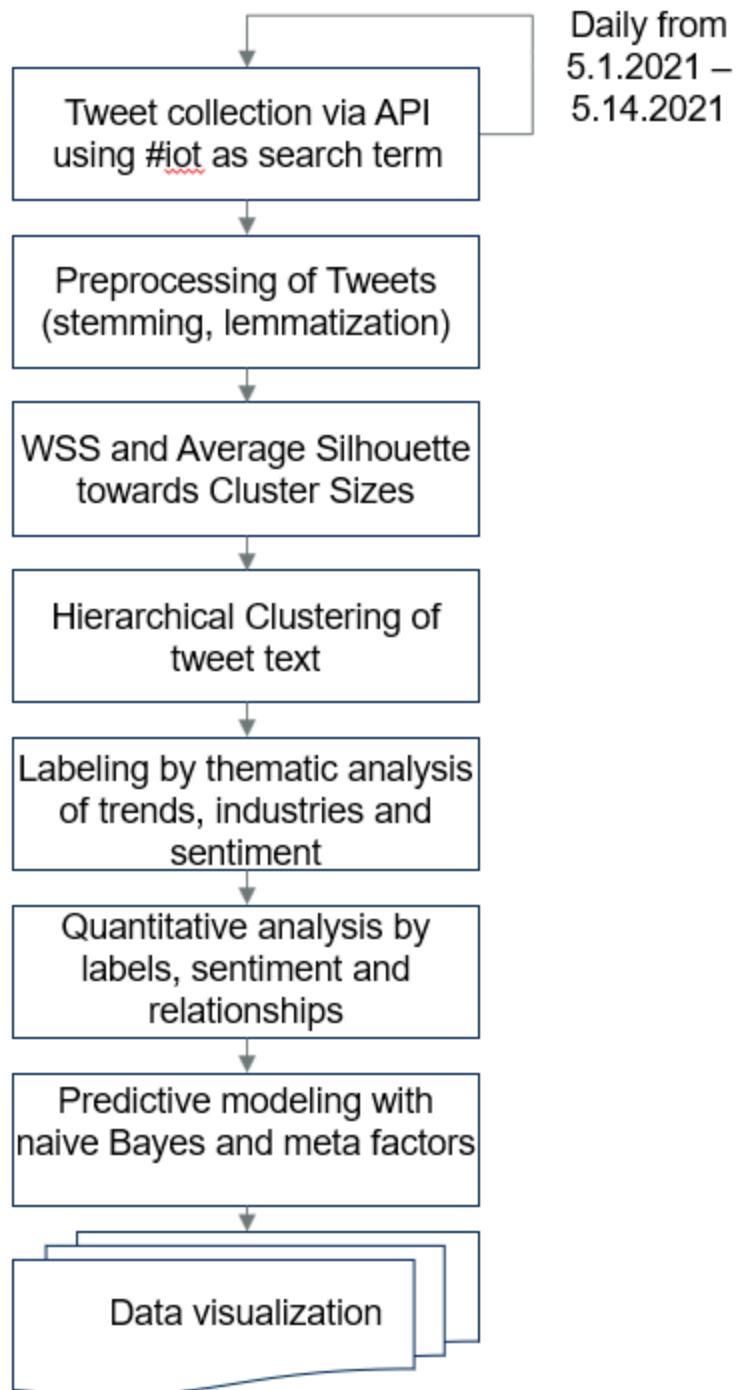 Daily from
5.1.2021 –
5.14.2021
Tweet collection via API
using #iot as search term
Preprocessing of Tweets
(stemming, lemmatization)
WSS and Average Silhouette
towards Cluster Sizes
Hierarchical Clustering of
tweet text
Labeling by thematic analysis
of trends, industries and
sentiment
Quantitative analysis by
labels, sentiment and
relationships
Predictive modeling with
naive Bayes and meta factors
Data visualization